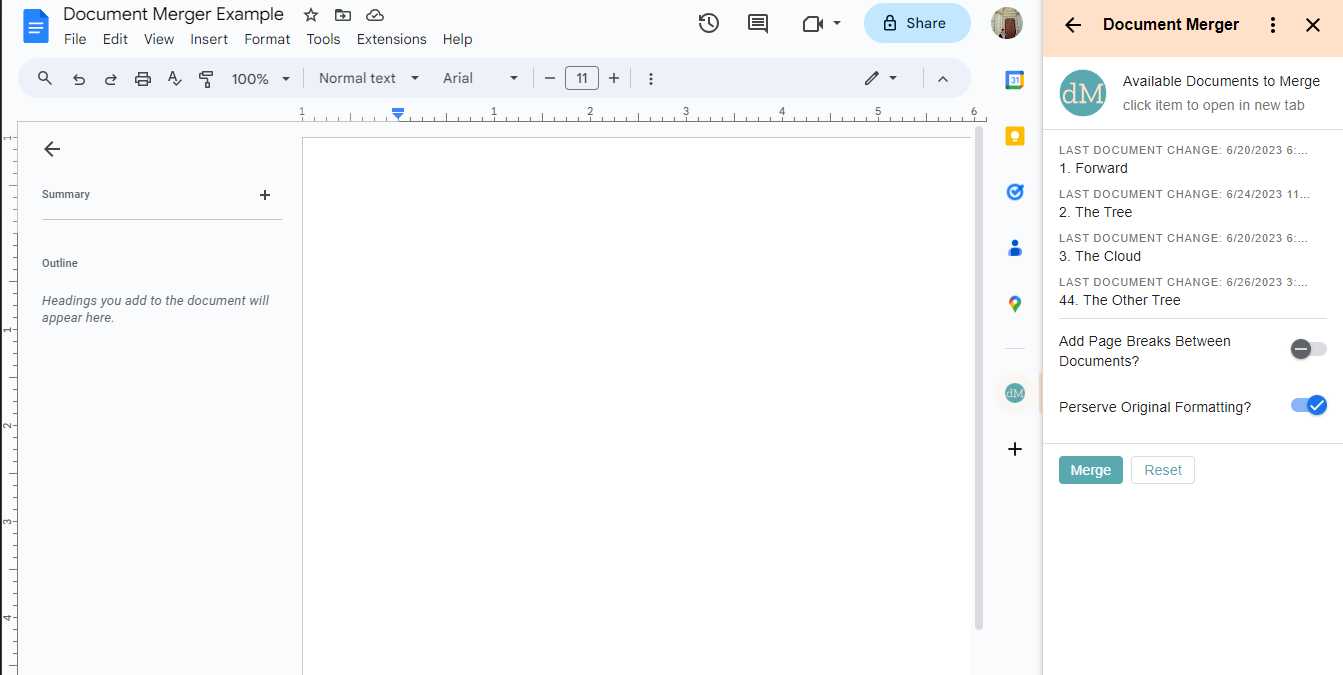 Document Merger Example
File Edit View Insert Format Tools Extensions Help
Share
100% Normal text Arial 11
1 1 2 3 4 5 6
1
1
2
3
4
Summary
Outline
Headings you add to the document will
appear here.
31
dM
Document Merger
dM
Available Documents to Merge
click item to open in new tab
LAST DOCUMENT CHANGE: 6/20/2023 6:...
1. Forward
LAST DOCUMENT CHANGE: 6/24/2023 11...
2. The Tree
LAST DOCUMENT CHANGE: 6/20/2023 6:...
3. The Cloud
LAST DOCUMENT CHANGE: 6/26/2023 3:...
44. The Other Tree
Add Page Breaks Between
Documents?
Perserve Original Formatting?
Merge Reset